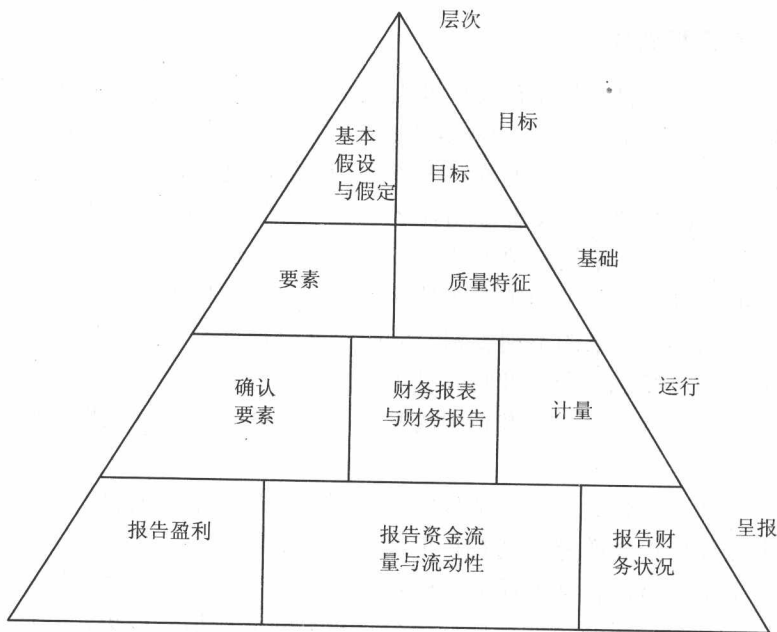 层次
目标
基本
假设
与假定
目标
基础
要素
质量特征
运行
确认
要素
财务报表
与财务报告
计量
呈报
报告盈利
报告资金流
量与流动性
报告财
务状况